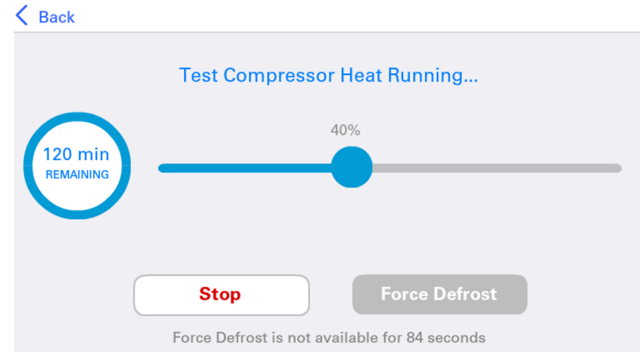 Back
Test Compressor Heat Running...
40%
120 min
REMAINING
Stop
Force Defrost
Force Defrost is not available for 84 seconds